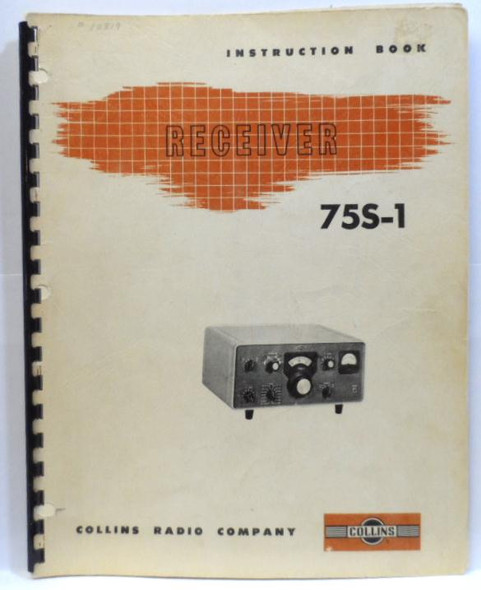 INSTRUCTION BOOK
RECEIVER
75S-1
COLLINS RADIO COMPANY
COLLINS